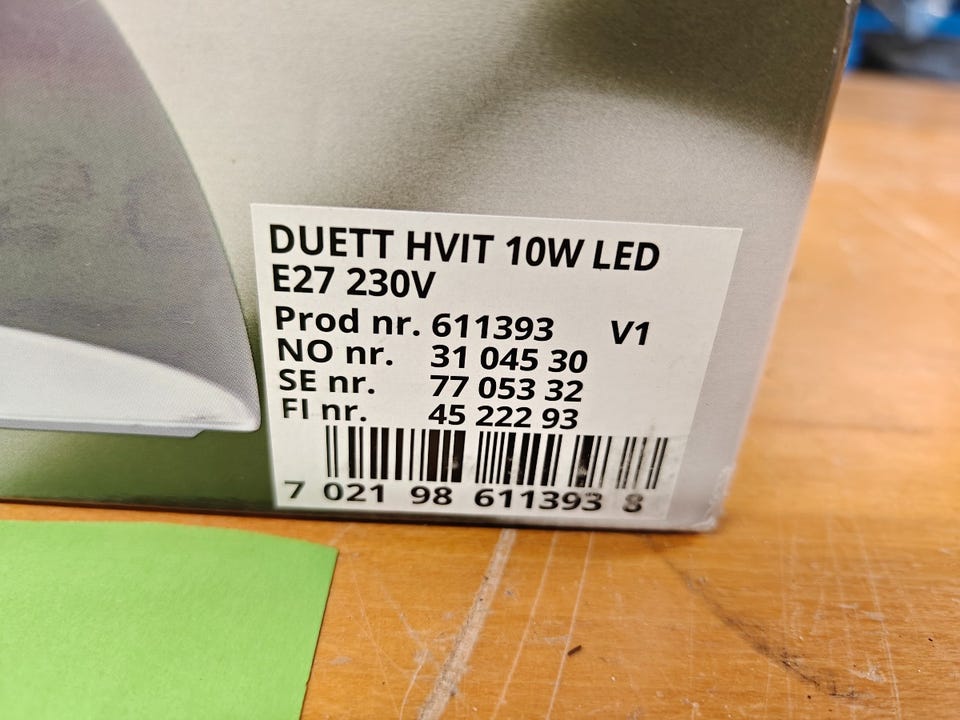 DUETT HVIT 10W LED
E27 230V
Prod nr. 611393 V1
NO nr. 31 045 30
SE nr. 77 053 32
FI nr. 45 222 93
7 021 98 611393 8